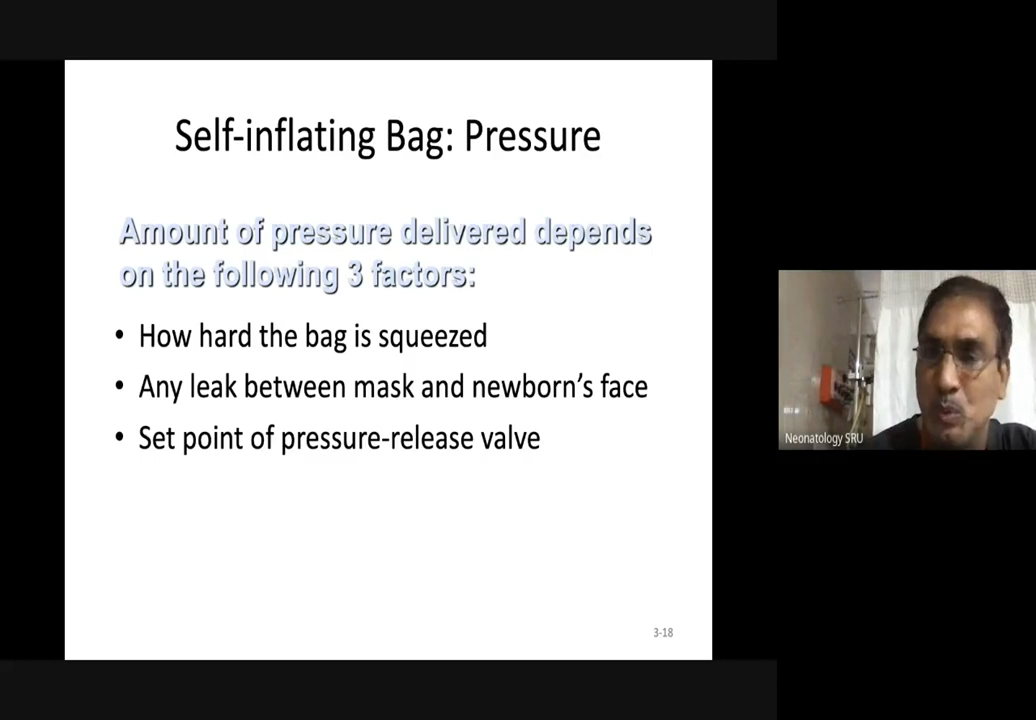 Self-inflating Bag: Pressure
Amount of pressure delivered depends
on the following 3 factors:
• How hard the bag is squeezed
• Any leak between mask and newborn’s face
• Set point of pressure-release valve
3-18
Neonatology SRU